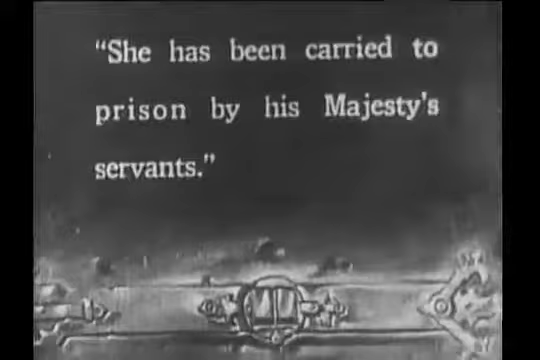 "She has been carried to
prison by his Majesty's
servants."